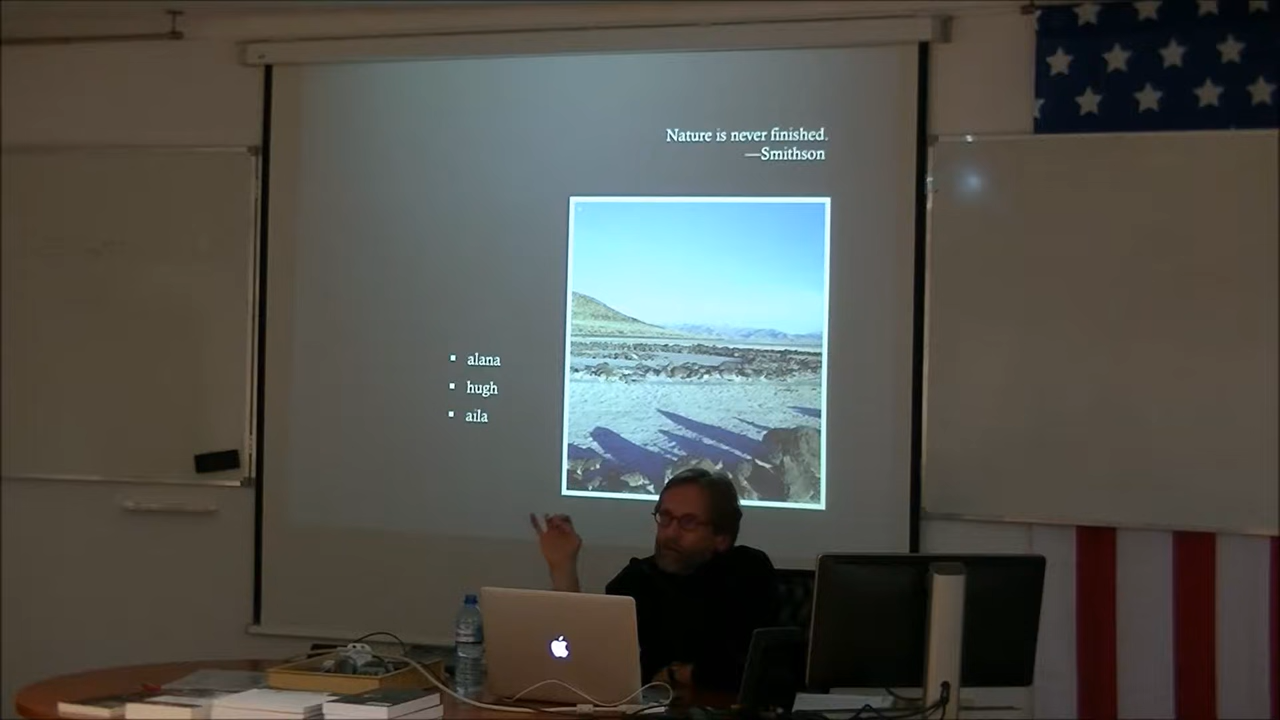 Nature is never finished.
—Smithson
▪ alana
▪ hugh
▪ aila